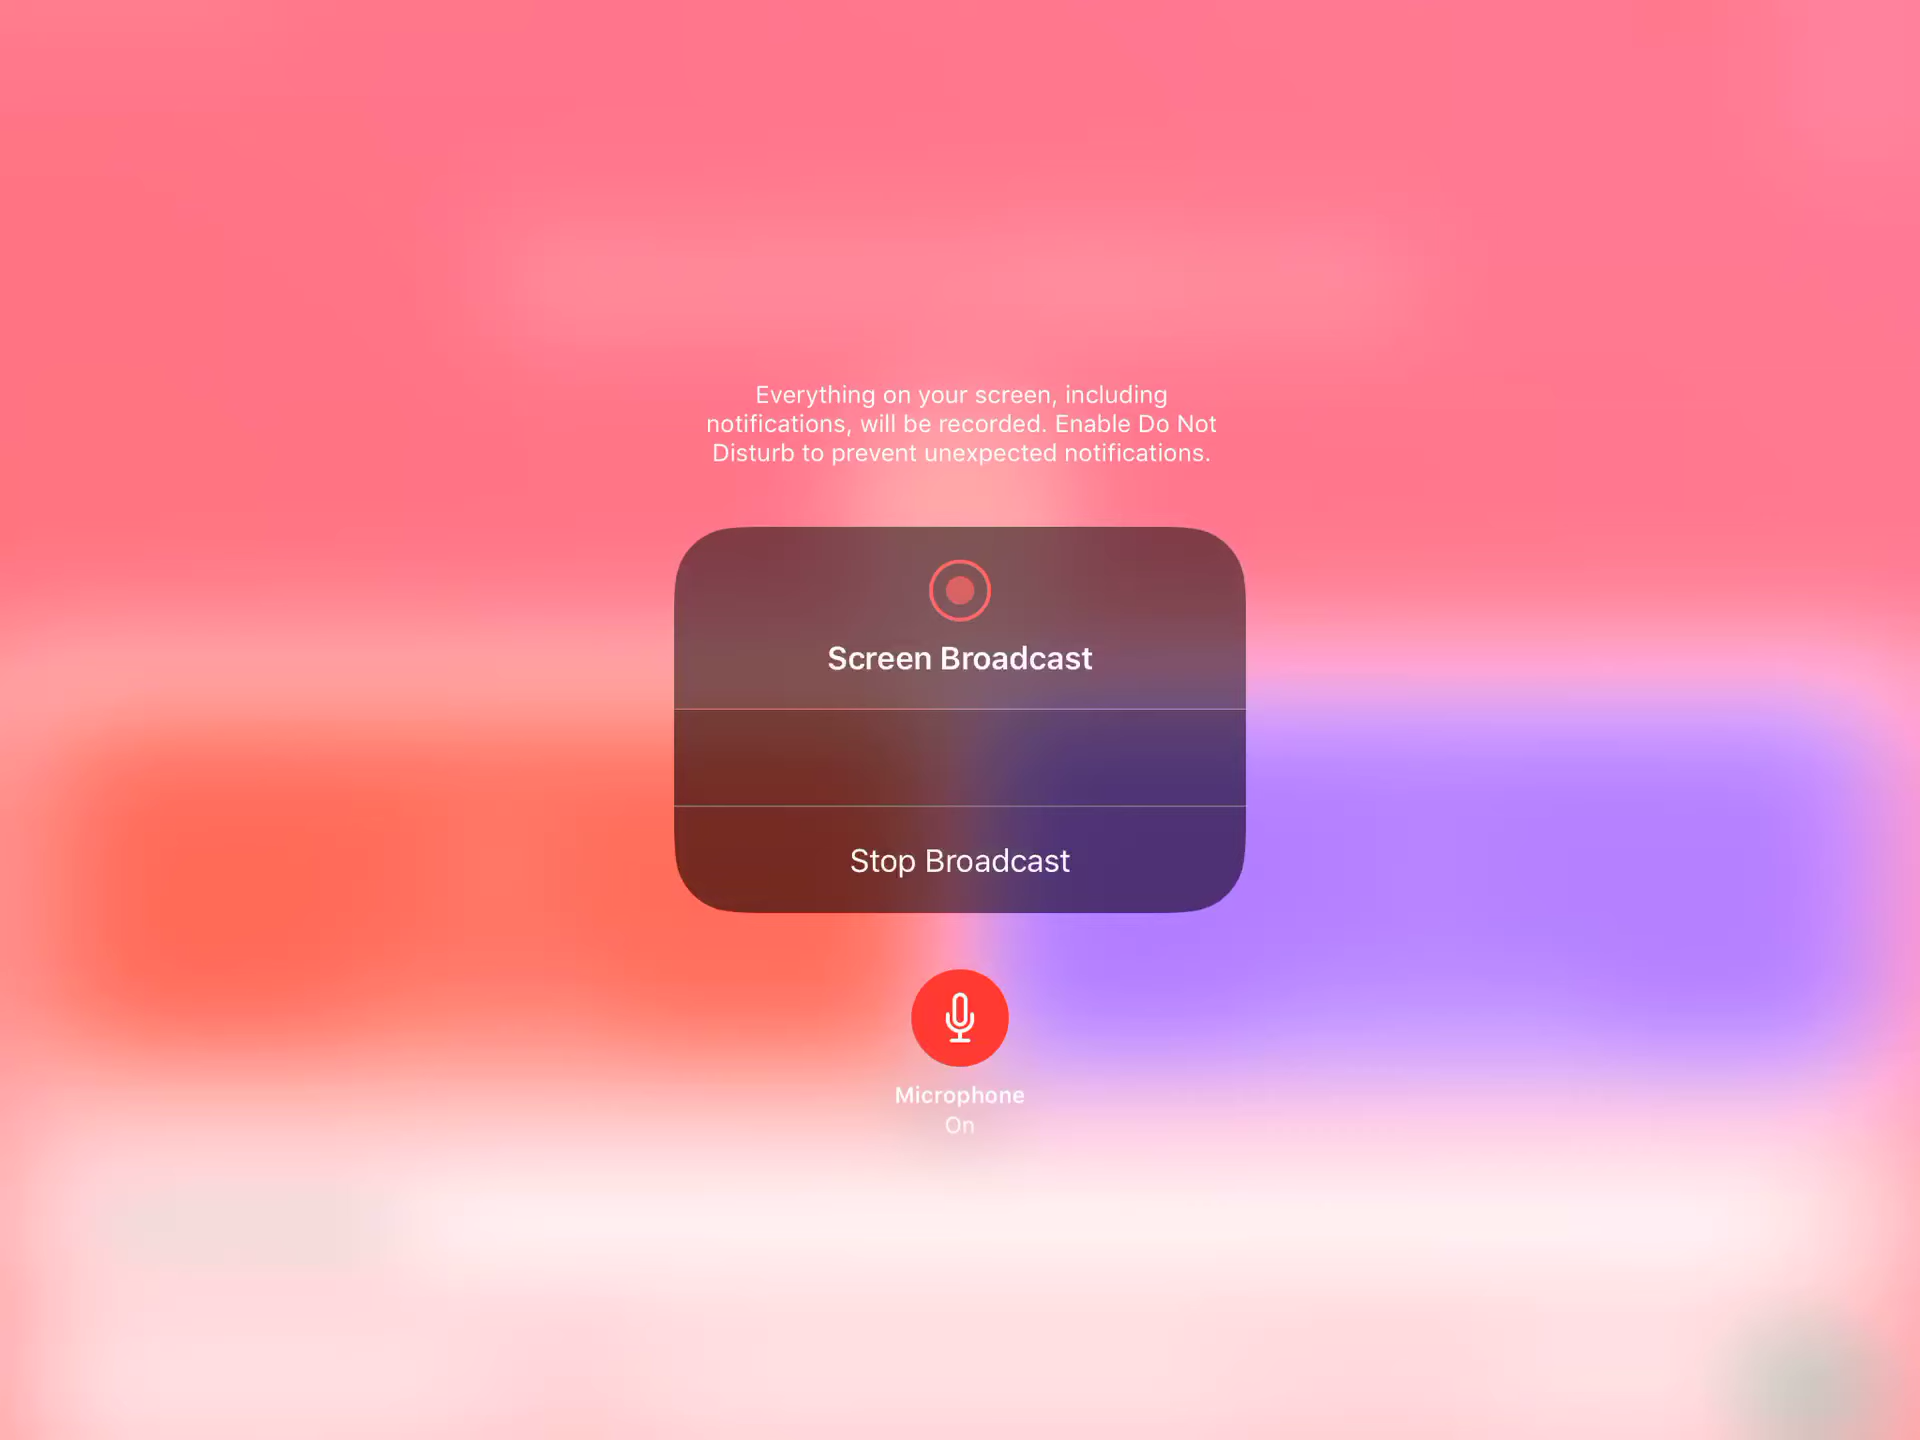 Everything on your screen, including
notifications, will be recorded. Enable Do Not
Disturb to prevent unexpected notifications.
Screen Broadcast
Stop Broadcast
Microphone
On